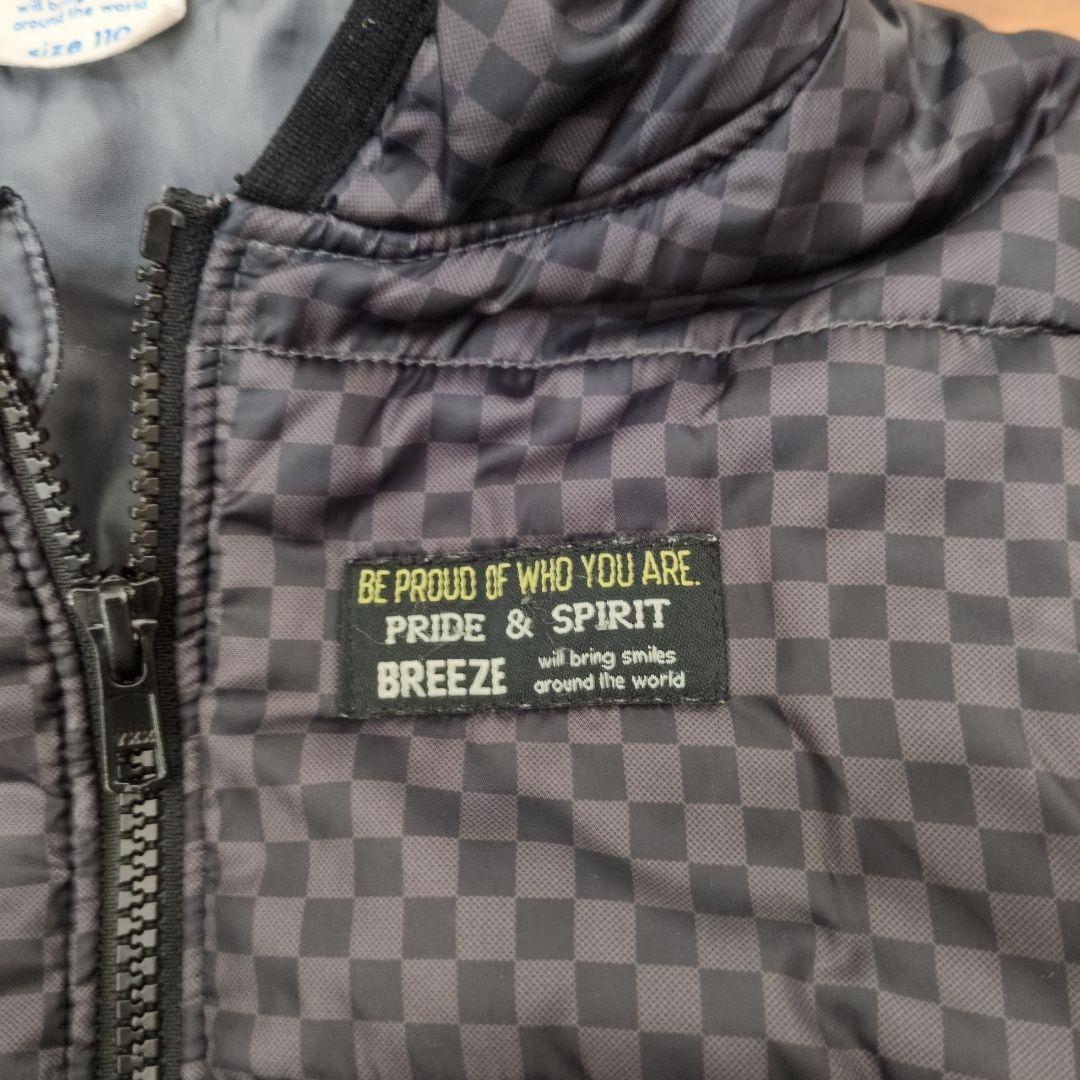 will bring
around the world
size 110
BE PROUD OF WHO YOU ARE.
PRIDE & SPIRIT
BREEZE will bring smiles
around the world